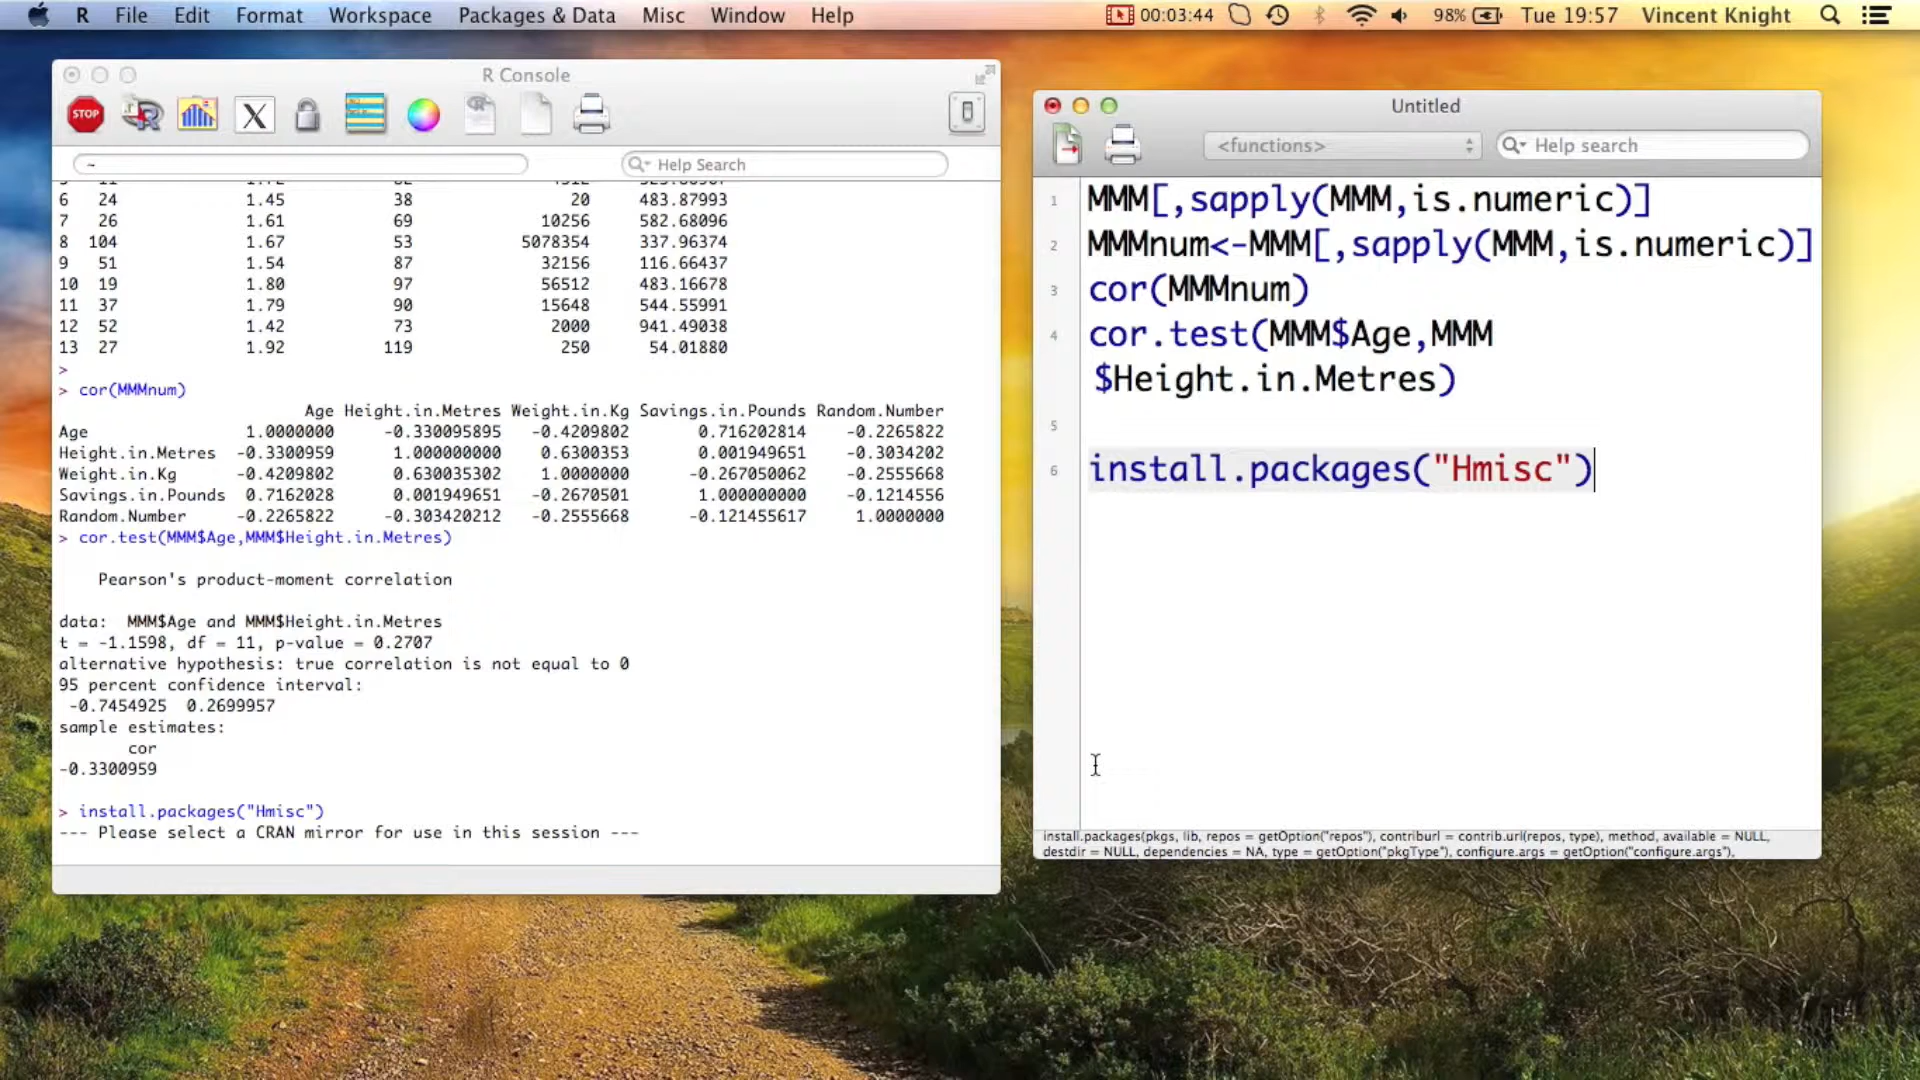 R File Edit Format Workspace Packages & Data Misc Window Help 00:03:44 98% Tue 19:57 Vincent Knight
R Console
STOP
~ Help Search
6 24 1.45 38 20 483.87993
7 26 1.61 69 10256 582.68096
8 104 1.67 53 5078354 337.96374
9 51 1.54 87 32156 116.66437
10 19 1.80 97 56512 483.16678
11 37 1.79 90 15648 544.55991
12 52 1.42 73 2000 941.49038
13 27 1.92 119 250 54.01880
>
> cor(MMMnum)
Age Height.in.Metres Weight.in.Kg Savings.in.Pounds Random.Number
Age 1.0000000 -0.330095895 -0.4209802 0.716202814 -0.2265822
Height.in.Metres -0.3300959 1.000000000 0.6300353 0.001949651 -0.3034202
Weight.in.Kg -0.4209802 0.630035302 1.0000000 -0.267050062 -0.2555668
Savings.in.Pounds 0.7162028 0.001949651 -0.2670501 1.000000000 -0.1214556
Random.Number -0.2265822 -0.303420212 -0.2555668 -0.121455617 1.0000000
> cor.test(MMM$Age,MMM$Height.in.Metres)
Pearson's product-moment correlation
data: MMM$Age and MMM$Height.in.Metres
t = -1.1598, df = 11, p-value = 0.2707
alternative hypothesis: true correlation is not equal to 0
95 percent confidence interval:
-0.7454925 0.2699957
sample estimates:
cor
-0.3300959
> install.packages("Hmisc")
--- Please select a CRAN mirror for use in this session ---
Untitled
<functions> Help search
1 MMM[,sapply(MMM,is.numeric)]
2 MMMnum<-MMM[,sapply(MMM,is.numeric)]
3 cor(MMMnum)
4 cor.test(MMM$Age,MMM
$Height.in.Metres)
5
6 install.packages("Hmisc")
install.packages(pkgs, lib, repos = getOption("repos"), contriburl = contrib.url(repos, type), method, available = NULL,
destdir = NULL, dependencies = NA, type = getOption("pkgType"), configure.args = getOption("configure.args"),